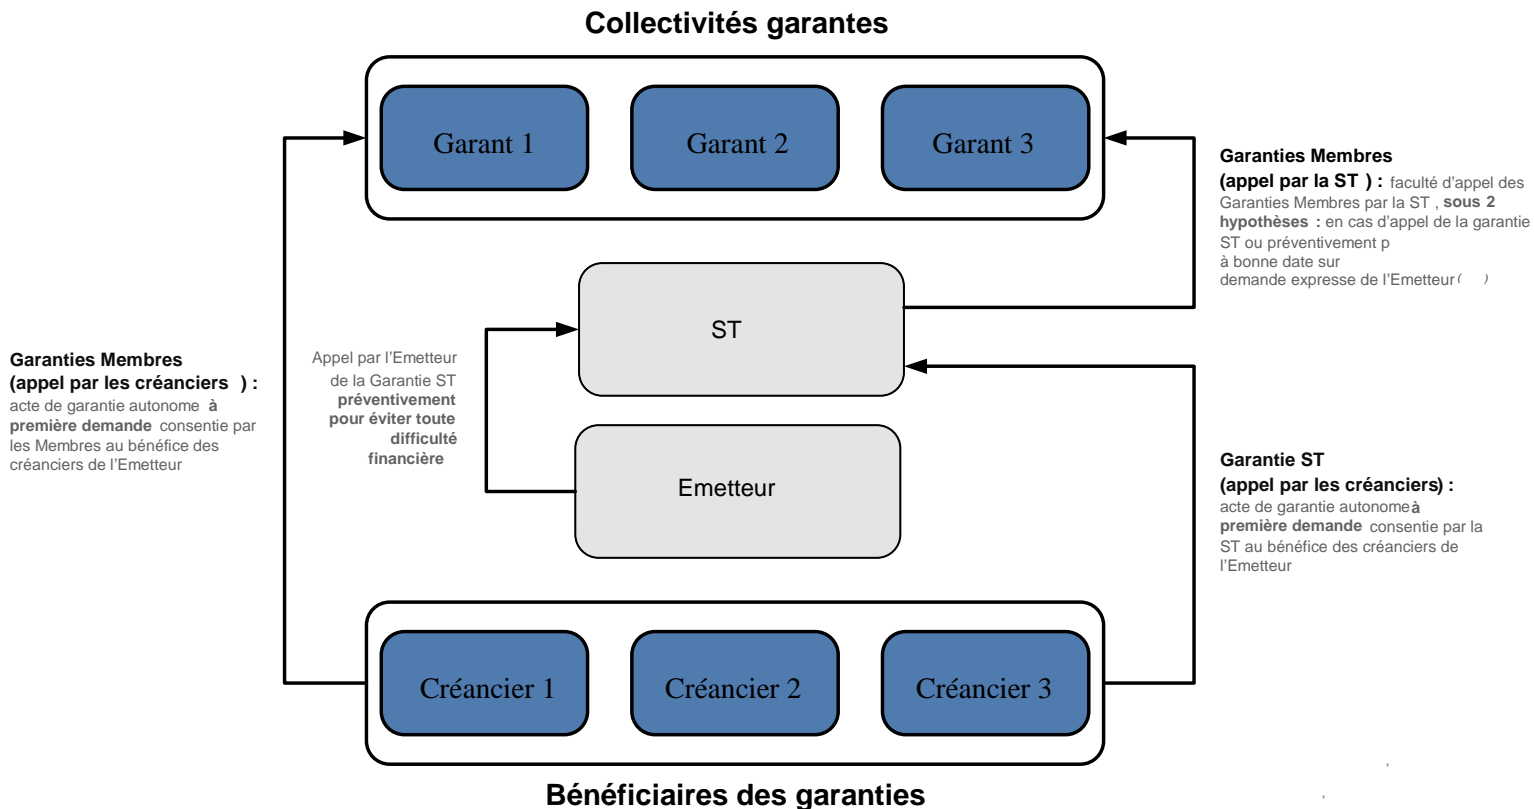 Collectivités garantes
Garant 1
Garant 2
Garant 3
Garanties Membres
(appel par la ST ) : faculté d’appel des
Garanties Membres par la ST , sous 2
hypothèses : en cas d’appel de la garantie
ST ou préventivement p
à bonne date sur
demande expresse de l’Emetteur ( )
ST
Garanties Membres
(appel par les créanciers ) :
acte de garantie autonome à
première demande consentie par
les Membres au bénéfice des
créanciers de l’Emetteur
Appel par l’Emetteur
de la Garantie ST
préventivement
pour éviter toute
difficulté
financière
Emetteur
Garantie ST
(appel par les créanciers) :
acte de garantie autonome à
première demande consentie par la
ST au bénéfice des créanciers de
l’Emetteur
Créancier 1
Créancier 2
Créancier 3
Bénéficiaires des garanties